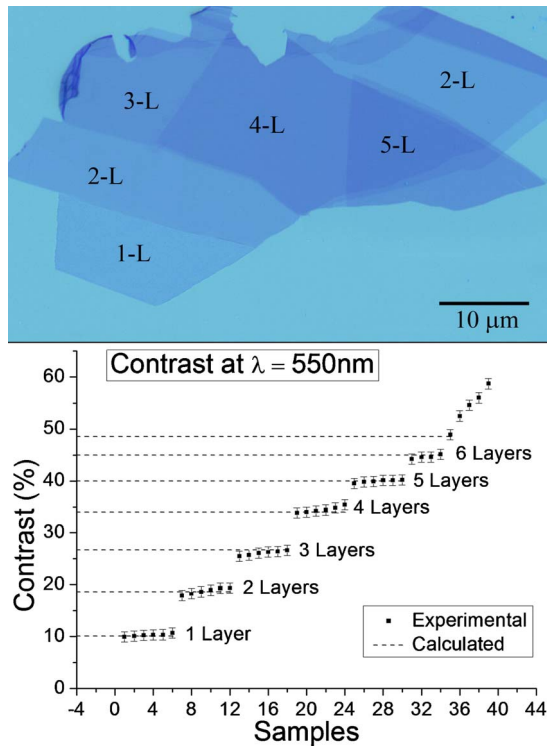 3-L
2-L
4-L
5-L
2-L
1-L
10 μm
Contrast at λ = 550nm
60
50
40
30
20
10
0
Contrast (%)
6 Layers
5 Layers
4 Layers
3 Layers
2 Layers
1 Layer
Experimental
Calculated
-4 0 4 8 12 16 20 24 28 32 36 40 44
Samples